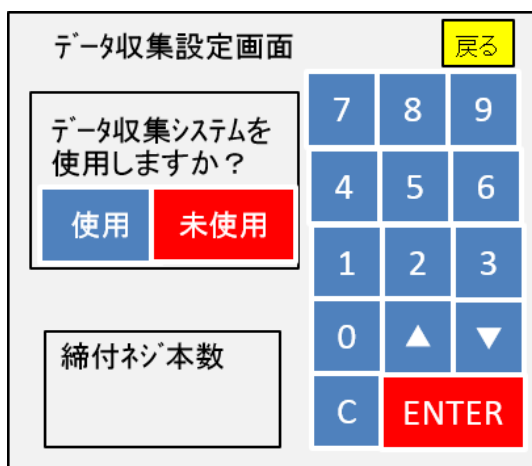 ﾃﾞｰﾀ収集設定画面
戻る
ﾃﾞｰﾀ収集ｼｽﾃﾑを
使用しますか？
使用 未使用
締付ﾈｼﾞ本数
7 8 9
4 5 6
1 2 3
0 ▲ ▼
C ENTER